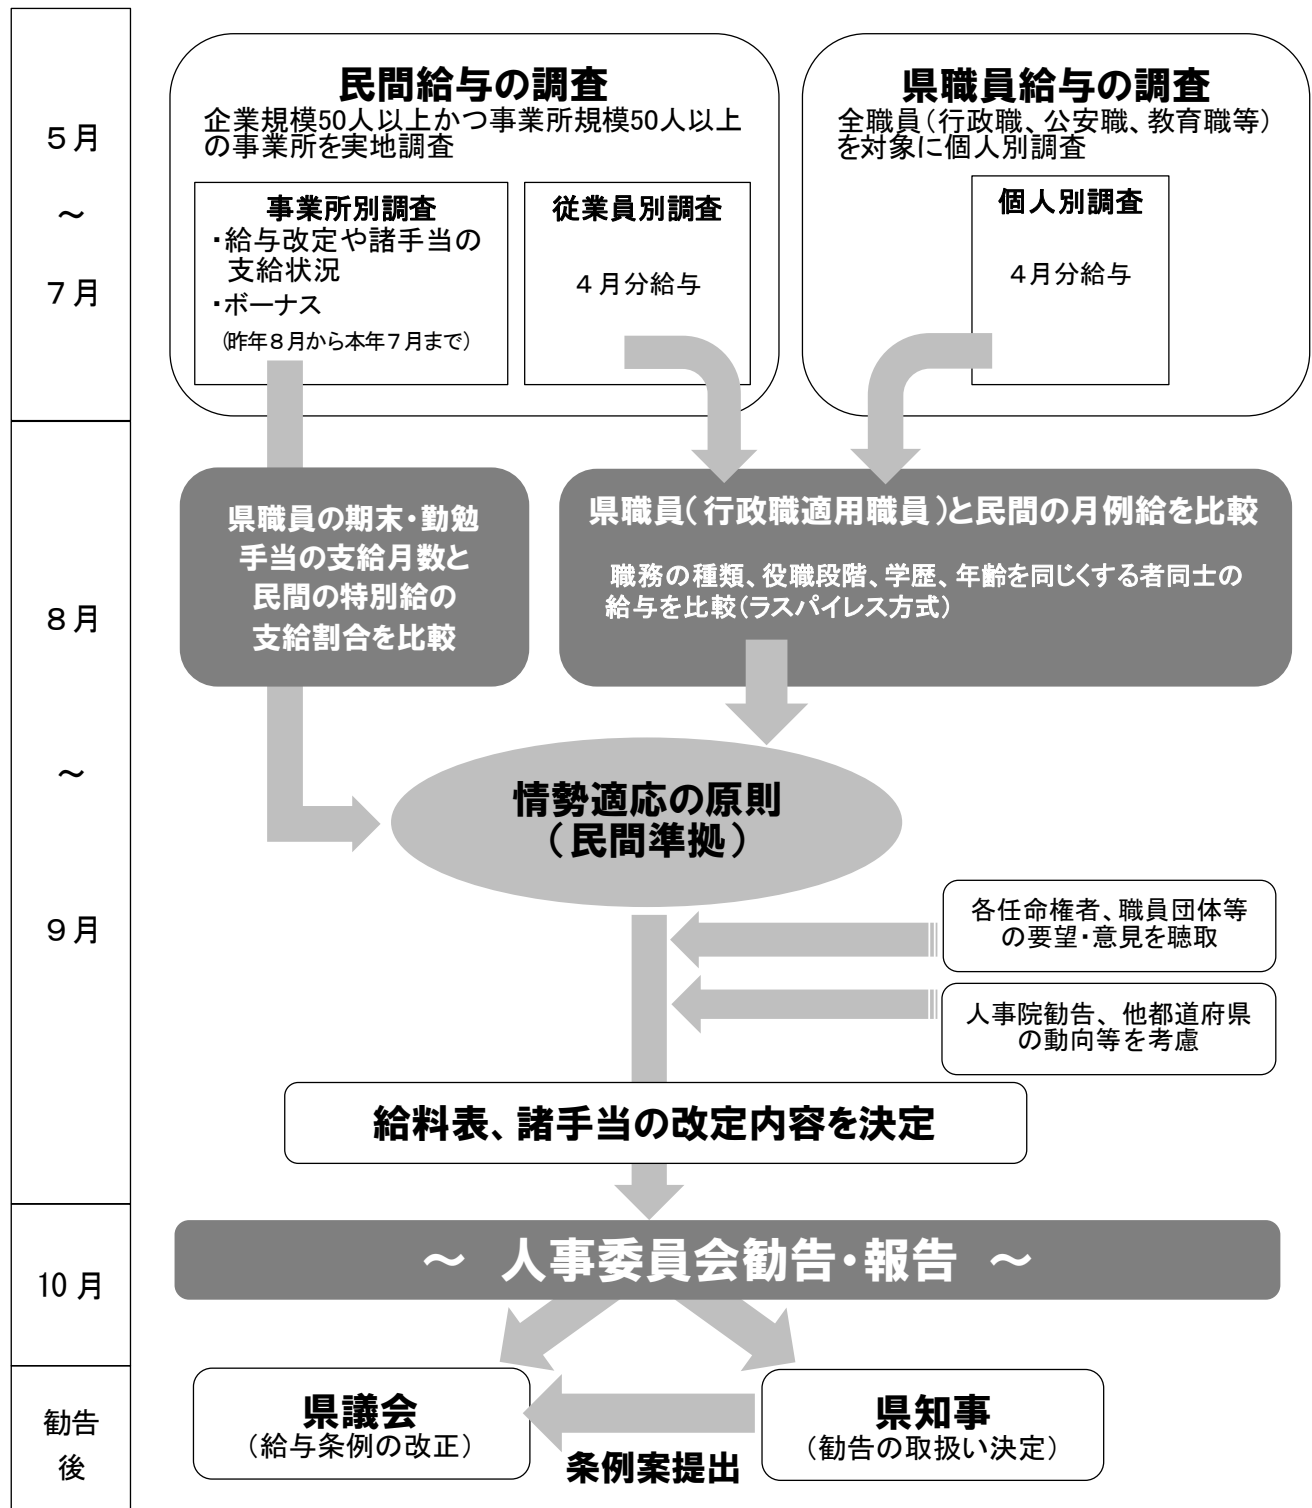 5月
～
7月
民間給与の調査
企業規模50人以上かつ事業所規模50人以上
の事業所を実地調査
事業所別調査
・給与改定や諸手当の
支給状況
・ボーナス
（昨年８月から本年７月まで）
従業員別調査
４月分給与
県職員給与の調査
全職員（行政職、公安職、教育職等）
を対象に個人別調査
個人別調査
４月分給与
8月
～
9月
県職員の期末・勤勉
手当の支給月数と
民間の特別給の
支給割合を比較
県職員（行政職適用職員）と民間の月例給を比較
職務の種類、役職段階、学歴、年齢を同じくする者同士の
給与を比較（ラスパイレス方式）
情勢適応の原則
（民間準拠）
各任命権者、職員団体等
の要望・意見を聴取
人事院勧告、他都道府県
の動向等を考慮
給料表、諸手当の改定内容を決定
10月
～ 人事委員会勧告・報告 ～
勧告
後
県議会
（給与条例の改正）
条例案提出
県知事
（勧告の取扱い決定）